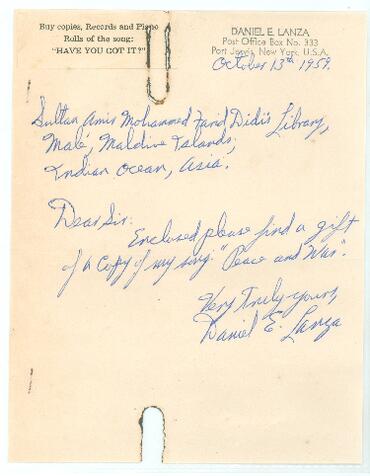 Buy copies, Records and Piano
Rolls of the song:
"HAVE YOU GOT IT?"
DANIEL E. LANZA
Post Office Box No. 333
Port Jervis, New York, U.S.A.
October 13th 1959.
Sultan Amir Mohammed Farid Didi's Library,
Malé, Maldive Islands,
Indian Ocean, Asia.
Dear Sir:
Enclosed please find a gift
of a copy of my song: "Peace and War".
Very Truly yours,
Daniel E. Lanza